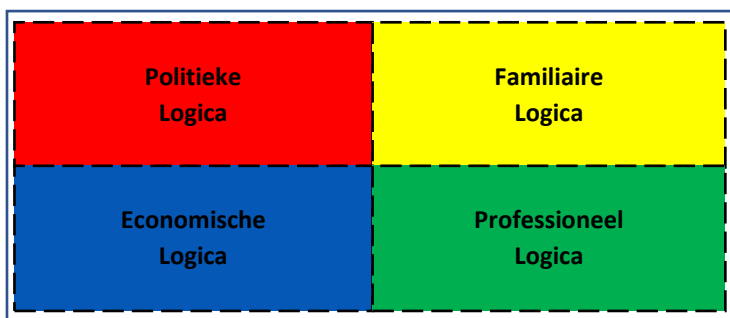 Politieke
Logica
Familiaire
Logica
Economische
Logica
Professioneel
Logica